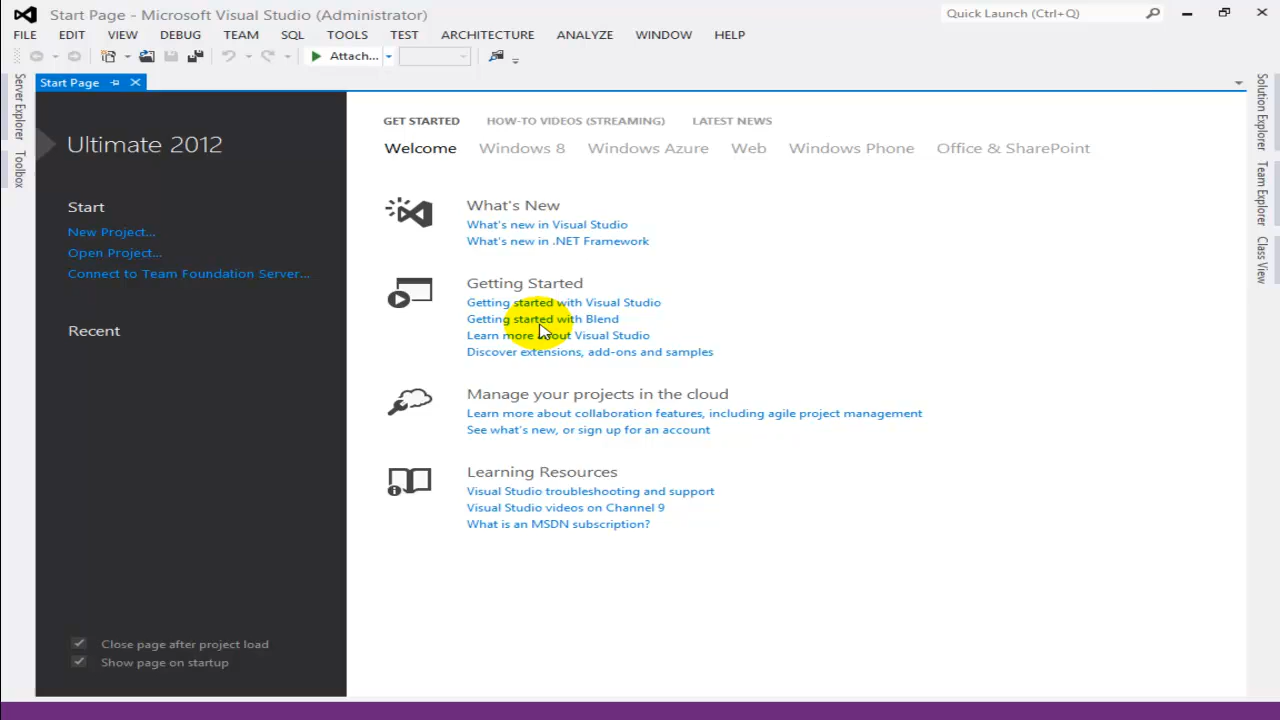 Start Page - Microsoft Visual Studio (Administrator)
Quick Launch (Ctrl+Q)
FILE EDIT VIEW DEBUG TEAM SQL TOOLS TEST ARCHITECTURE ANALYZE WINDOW HELP
Attach...
Server Explorer
Toolbox
Start Page
Ultimate 2012
Start
New Project...
Open Project...
Connect to Team Foundation Server...
Recent
Close page after project load
Show page on startup
GET STARTED HOW-TO VIDEOS (STREAMING) LATEST NEWS
Welcome Windows 8 Windows Azure Web Windows Phone Office & SharePoint
What's New
What's new in Visual Studio
What's new in .NET Framework
Getting Started
Getting started with Visual Studio
Getting started with Blend
Learn more about Visual Studio
Discover extensions, add-ons and samples
Manage your projects in the cloud
Learn more about collaboration features, including agile project management
See what's new, or sign up for an account
Learning Resources
Visual Studio troubleshooting and support
Visual Studio videos on Channel 9
What is an MSDN subscription?
Solution Explorer
Team Explorer
Class View